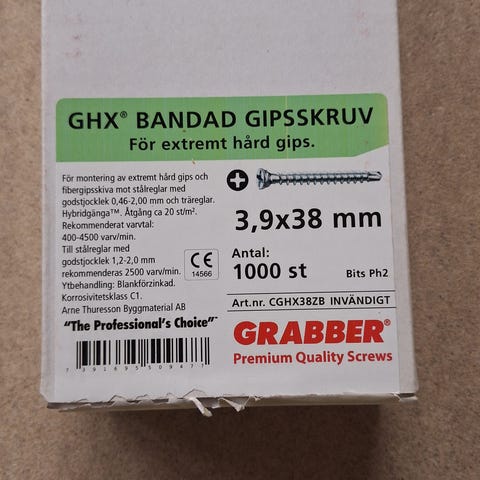 GHX® BANDAD GIPSSKRUV
För extremt hård gips.
För montering av extremt hård gips och
fibergipsskiva mot stålreglar med
godstjocklek 0,46-2,00 mm och träreglar.
Hybridgänga™. Åtgång ca 20 st/m².
Rekommenderat varvtal:
400-4500 varv/min.
Till stålreglar med
godstjocklek 1,2-2,0 mm
rekommenderas 2500 varv/min.
Ytbehandling: Blankförzinkad.
Korrosivitetsklass C1.
Arne Thuresson Byggmaterial AB
CE
14566
3,9x38 mm
Antal:
1000 st
Bits Ph2
Art.nr. CGHX38ZB INVÄNDIGT
"The Professional's Choice"™
GRABBER®
Premium Quality Screws
7391695509477